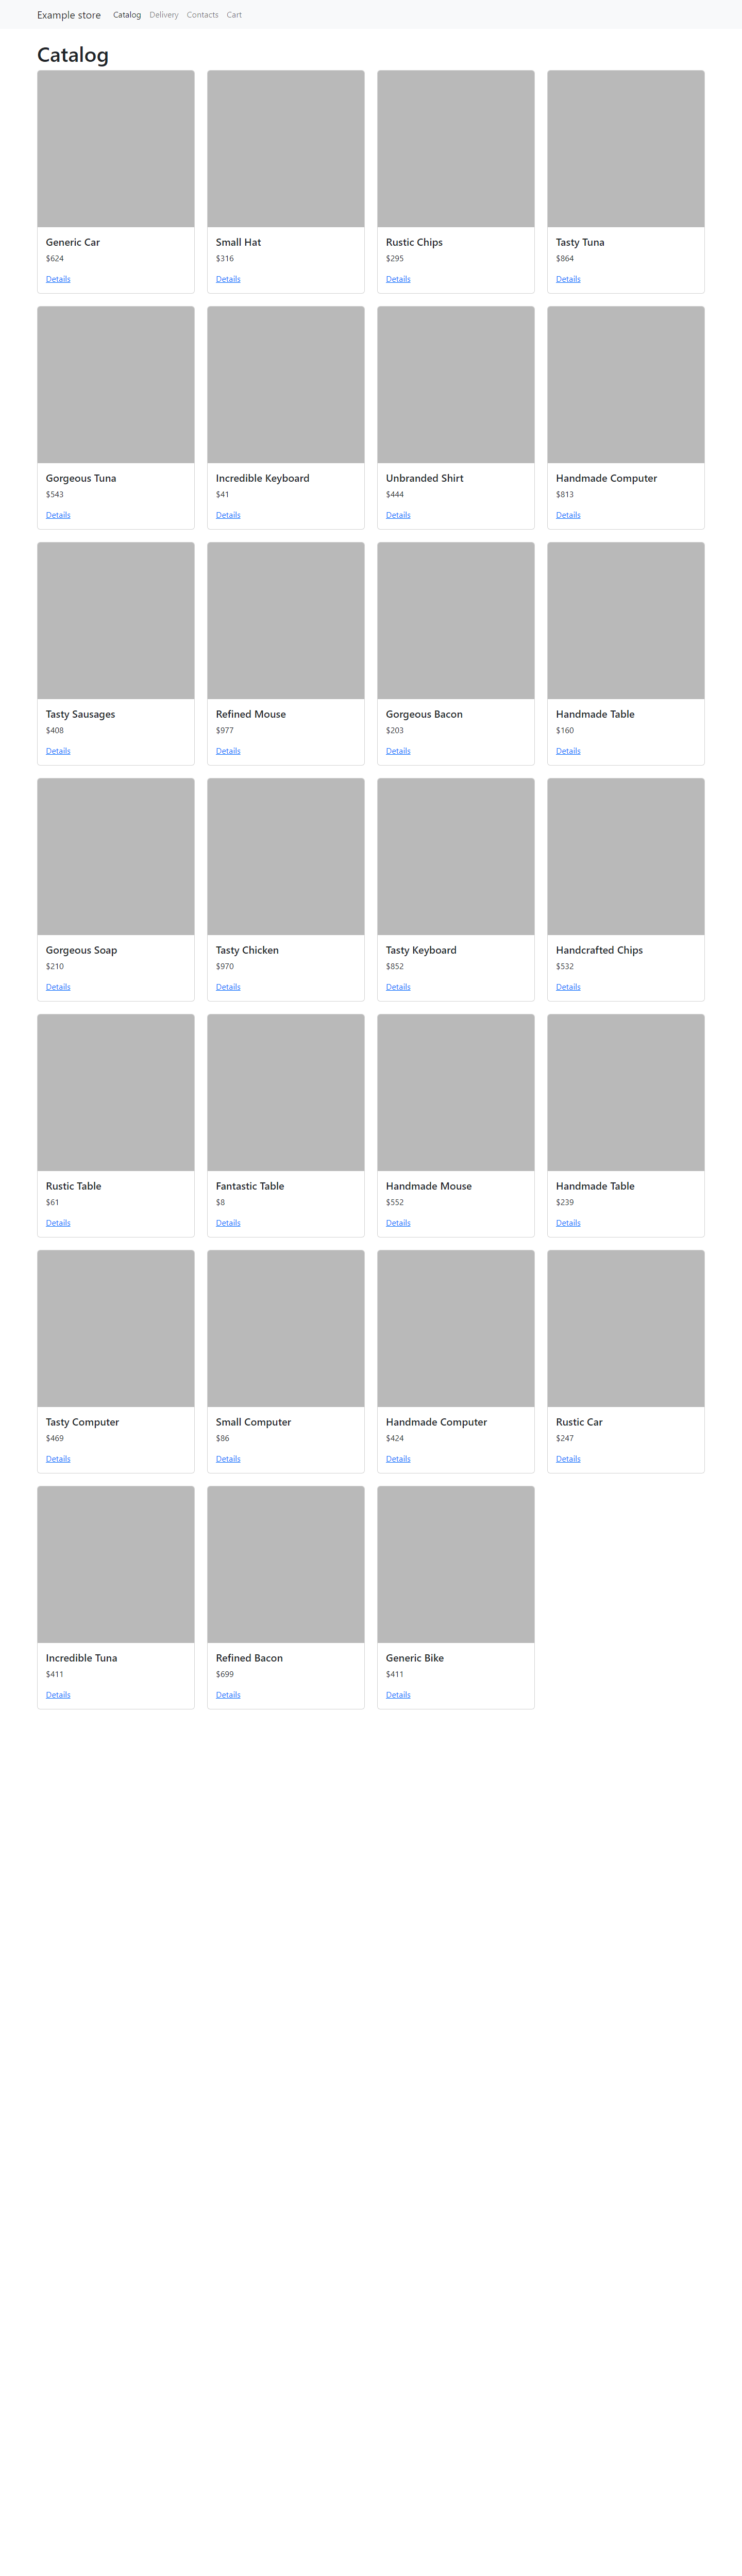 Example store Catalog Delivery Contacts Cart
Catalog
Generic Car Small Hat Rustic Chips Tasty Tuna
$624 $316 $295 $864
Details Details Details Details
Gorgeous Tuna Incredible Keyboard Unbranded Shirt Handmade Computer
$543 $41 $444 $813
Details Details Details Details
Tasty Sausages Refined Mouse Gorgeous Bacon Handmade Table
$408 $977 $203 $160
Details Details Details Details
Gorgeous Soap Tasty Chicken Tasty Keyboard Handcrafted Chips
$210 $970 $852 $532
Details Details Details Details
Rustic Table Fantastic Table Handmade Mouse Handmade Table
$61 $8 $552 $239
Details Details Details Details
Tasty Computer Small Computer Handmade Computer Rustic Car
$469 $86 $424 $247
Details Details Details Details
Incredible Tuna Refined Bacon Generic Bike
$411 $699 $411
Details Details Details